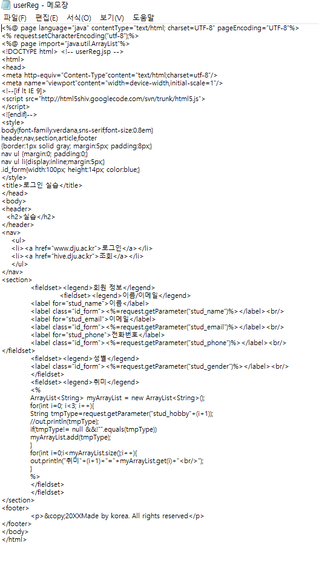 userReg - 메모장
파일(F) 편집(E) 서식(O) 보기(V) 도움말
<%@ page language="java" contentType="text/html; charset=UTF-8" pageEncoding="UTF-8"%>
<% request.setCharacterEncoding("utf-8");%>
<%@ page import="java.util.ArrayList"%>
<!DOCTYPE html> <!-- userReg.jsp -->
<html>
<head>
<meta http-equiv="Content-Type"content="text/html;charset=utf-8"/>
<meta name="viewport"content="width=device-width,initial-scale=1"/>
<!--[if lt IE 9]>
<script src="http://html5shiv.googlecode.com/svn/trunk/html5.js">
</script>
<![endif]-->
<style>
body{font-family:verdana,sns-serif;font-size:0.8em}
header,nav,section,article,footer
{border:1px solid gray; margin:5px; padding:8px;}
nav ul {margin:0; padding:0;}
nav ul li{display:inline;margin:5px;}
.id_form{width:100px; height:14px; color:blue;}
</style>
<title>로그인 실습</title>
</head>
<body>
<header>
<h2>실습</h2>
</header>
<nav>
<ul>
<li><a href="www.dju.ac.kr">로그인</a></li>
<li><a href="hive.dju.ac.kr">조회</a></li>
</ul>
</nav>
<section>
<fieldset><legend>회원 정보</legend>
<fieldset><legend>이름/이메일</legend>
<label for="stud_name">이름</label>
<label class="id_form"><%=request.getParameter("stud_name")%></label><br/>
<label for="stud_email">이메일</label>
<label class="id_form"><%=request.getParameter("stud_email")%></label><br/>
<label for="stud_phone">전화번호</label>
<label class="id_form"><%=request.getParameter("stud_phone")%></label><br/>
</fieldset>
<fieldset><legend>성별</legend>
<label class="id_form"><%=request.getParameter("stud_gender")%></label><br/>
</fieldset>
<fieldset><legend>취미</legend>
<%
ArrayList<String> myArrayList = new ArrayList<String>();
for(int i=0; i<3; i++){
String tmpType=request.getParameter("stud_hobby"+(i+1));
//out.println(tmpType);
if(tmpType!= null &&!"".equals(tmpType))
myArrayList.add(tmpType);
}
for(int i=0;i<myArrayList.size();i++){
out.println("취미"+(i+1)+"="+myArrayList.get(i)+"<br/>");
}
%>
</fieldset>
</fieldset>
</section>
<footer>
<p>&copy;20XXMade by korea. All rights reserved</p>
</footer>
</body>
</html>